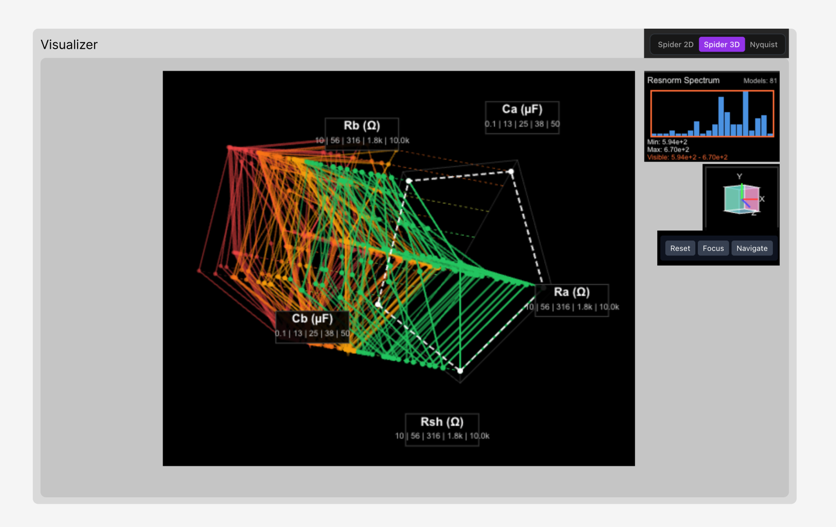 Visualizer
Spider 2D Spider 3D Nyquist
Resnorm Spectrum Models: 81
Min: 5.94e+2
Max: 6.70e+2
Visible: 5.94e+2 - 6.70e+2
Y
X
Z
Reset Focus Navigate
Ca (µF)
0.1 | 13 | 25 | 38 | 50
Rb (Ω)
10 | 56 | 316 | 1.8k | 10.0k
Ra (Ω)
10 | 56 | 316 | 1.8k | 10.0k
Cb (µF)
0.1 | 13 | 25 | 38 | 50
Rsh (Ω)
10 | 56 | 316 | 1.8k | 10.0k